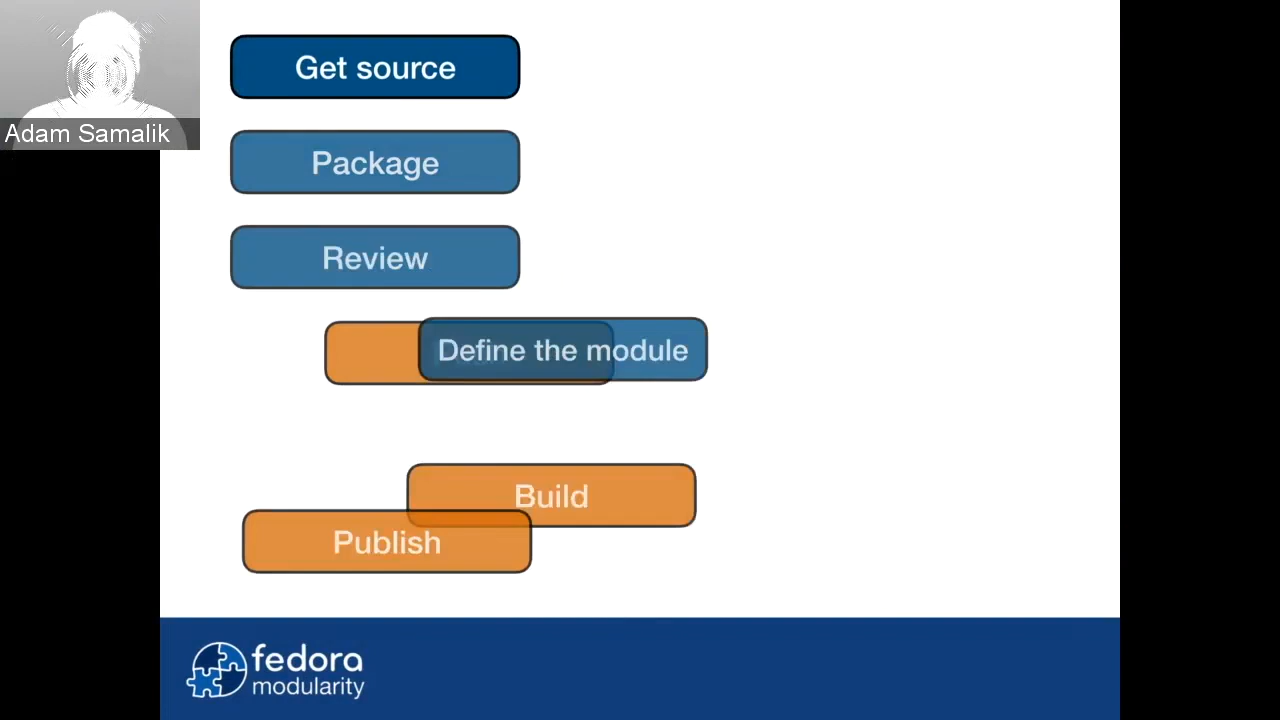 Adam Samalik
Get source
Package
Review
Define the module
Build
Publish
fedora
modularity